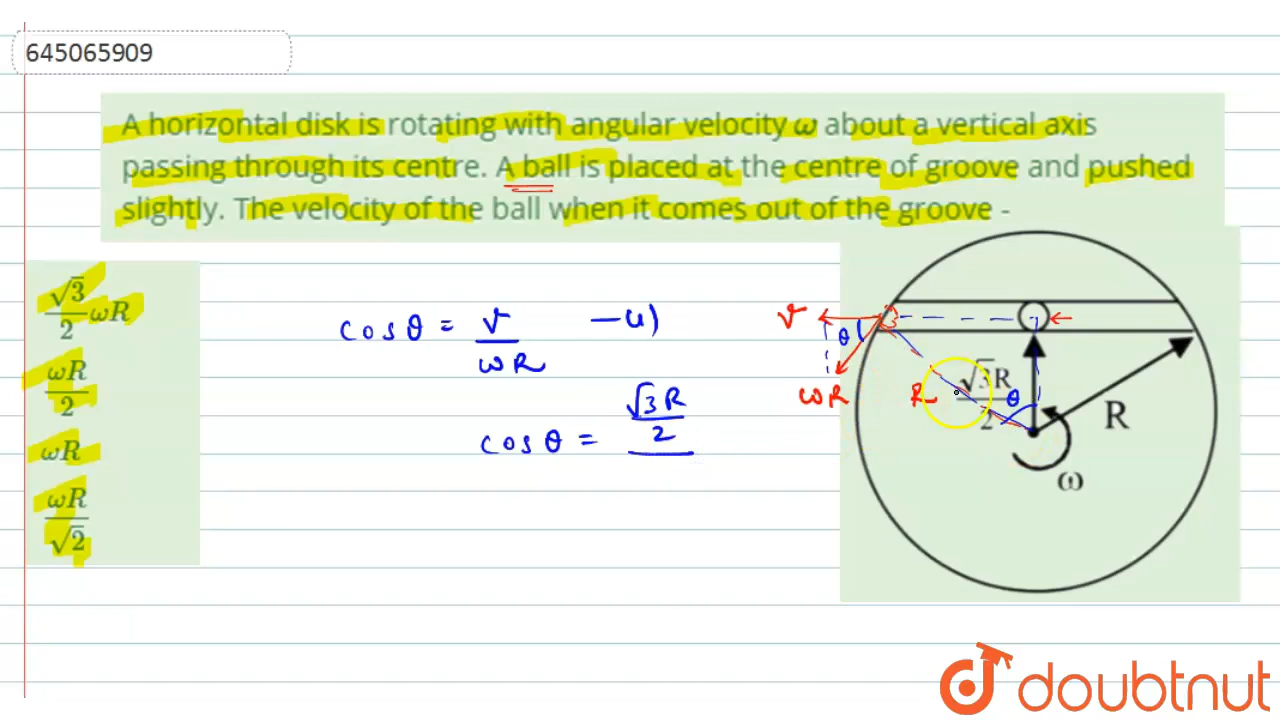 645065909
A horizontal disk is rotating with angular velocity ω about a vertical axis
passing through its centre. A ball is placed at the centre of groove and pushed
slightly. The velocity of the ball when it comes out of the groove -
√3/2 ωR
ωR/2
ωR
ωR/√2
cosθ = v/ωR —(1)
cosθ = √3R/2
v
θ
ωR
R
√3R/2
θ
R
ω
doubtnut